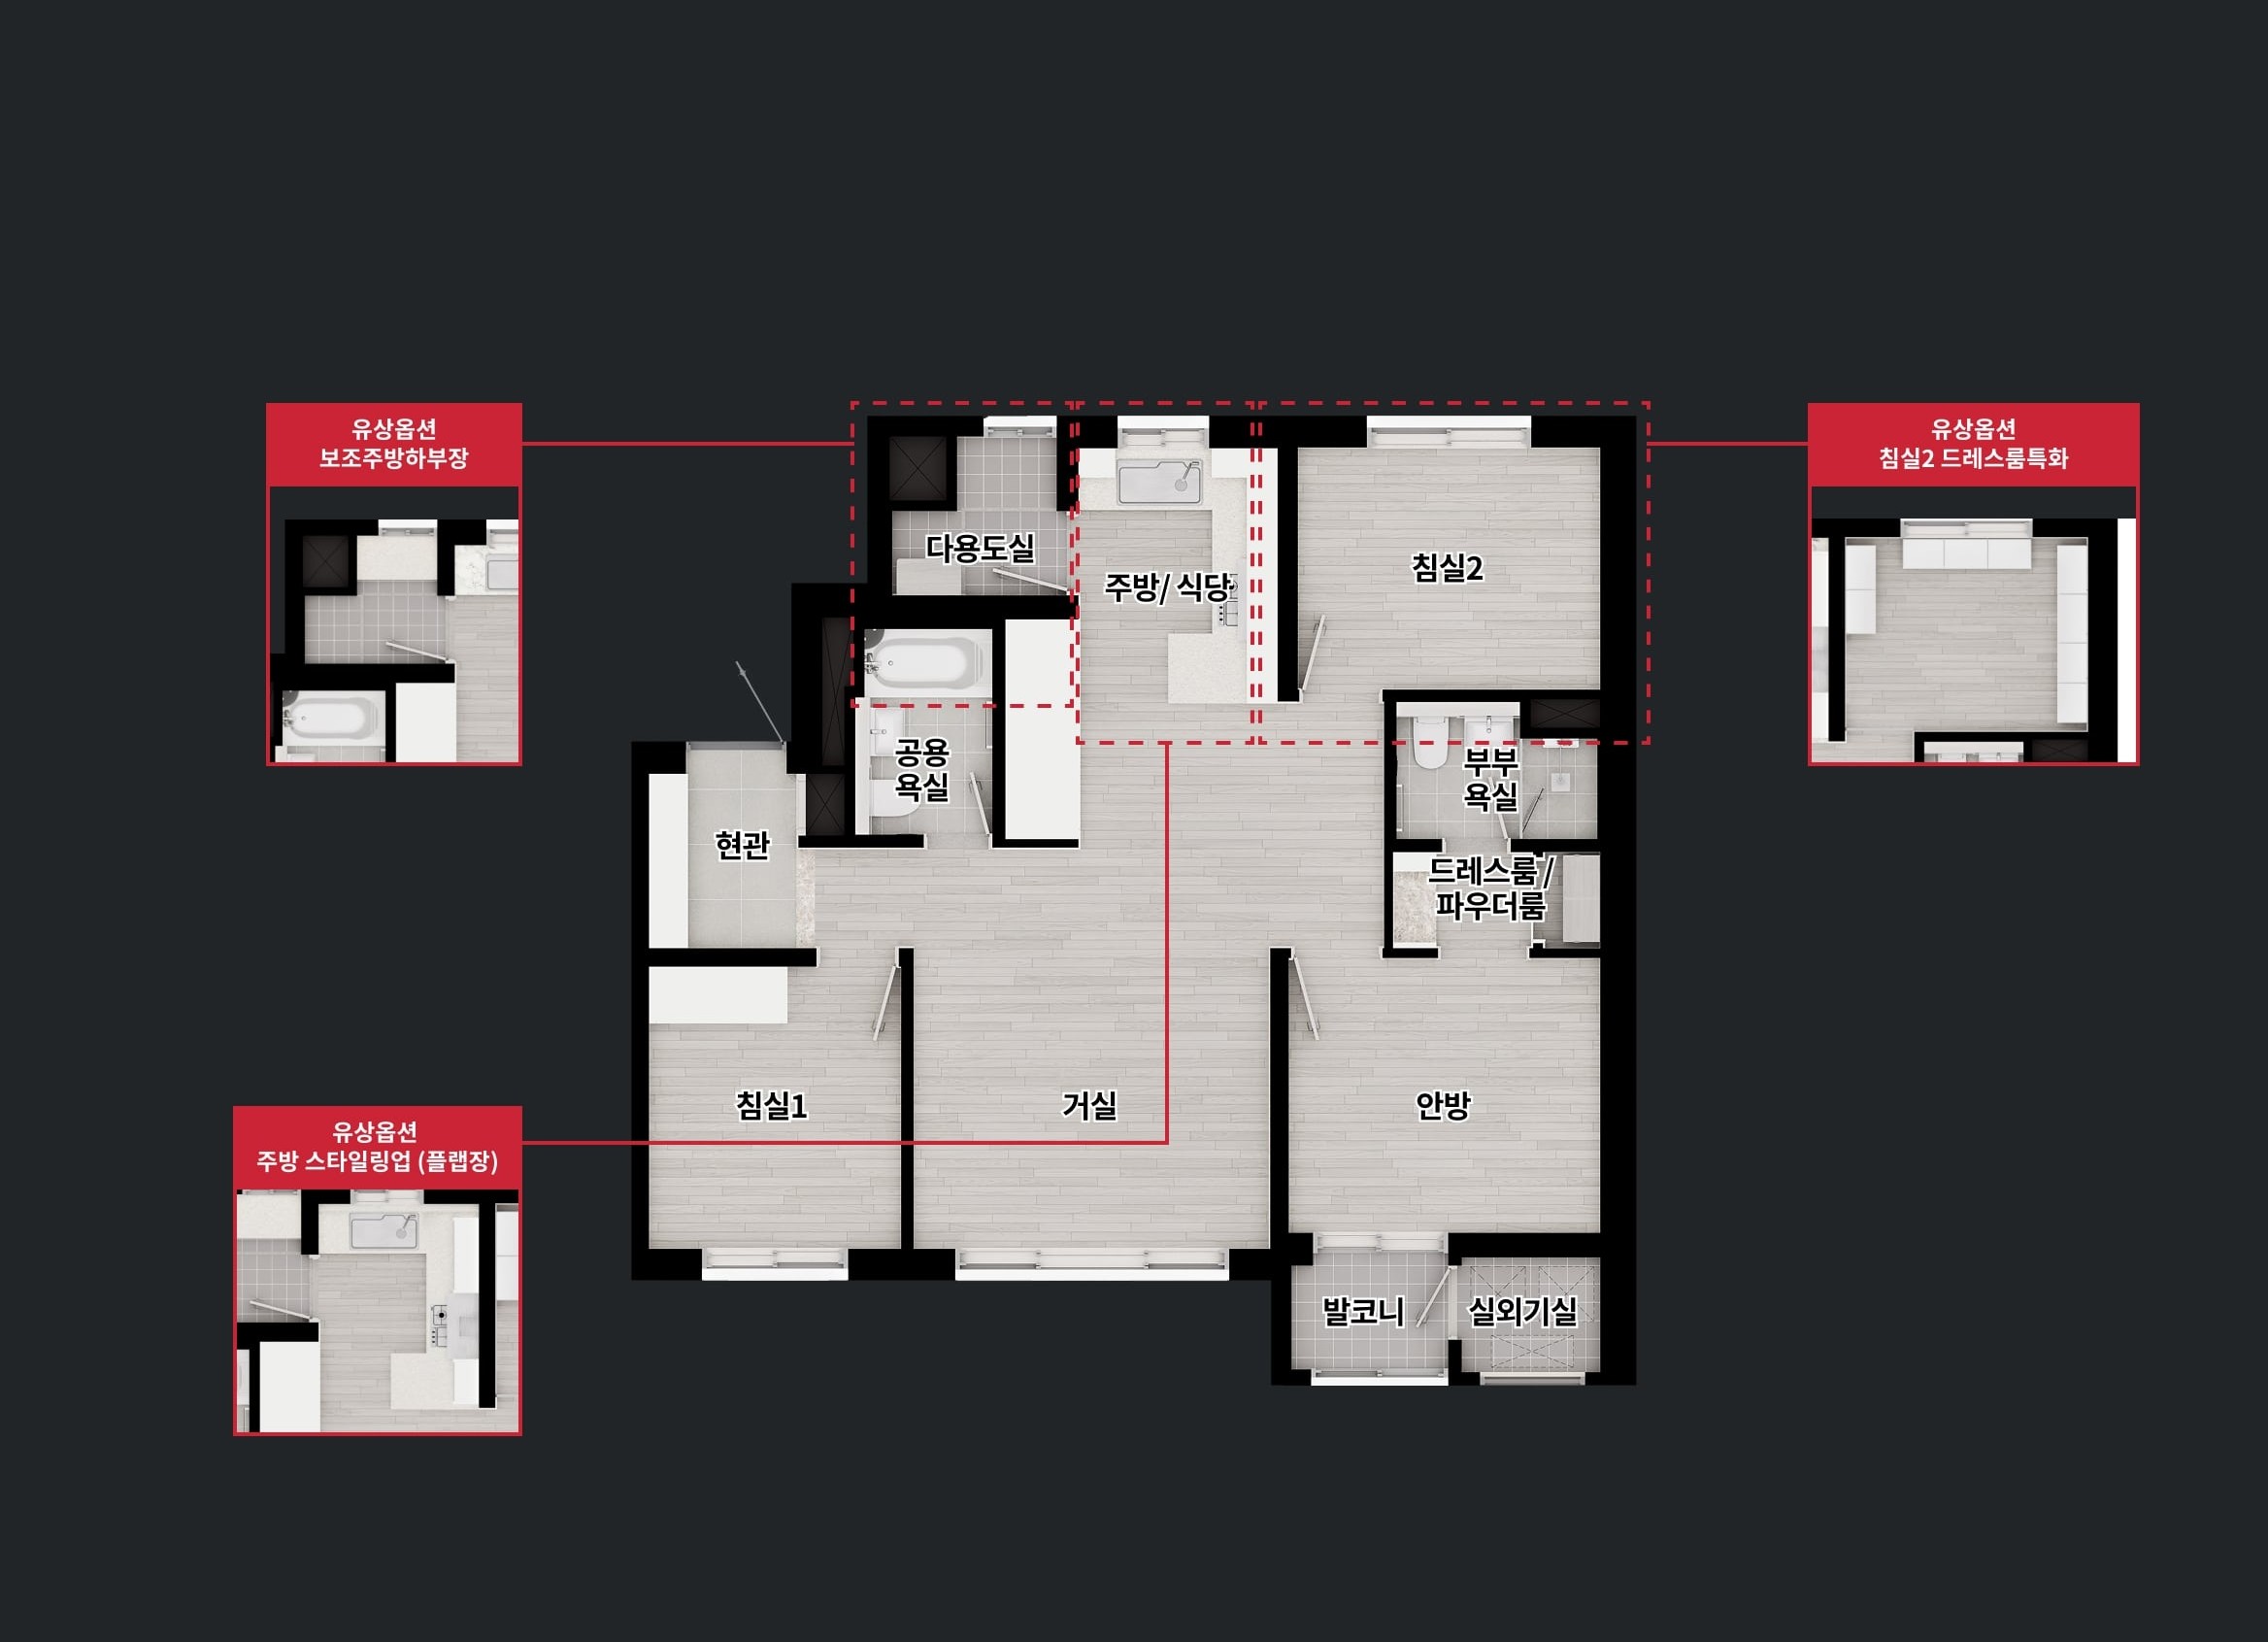 유상옵션
보조주방하부장
유상옵션
침실2 드레스룸특화
다용도실
주방/ 식당
침실2
공용
욕실
부부
욕실
현관
드레스룸 /
파우더룸
침실1
거실
안방
유상옵션
주방 스타일링업 (플랩장)
발코니
실외기실